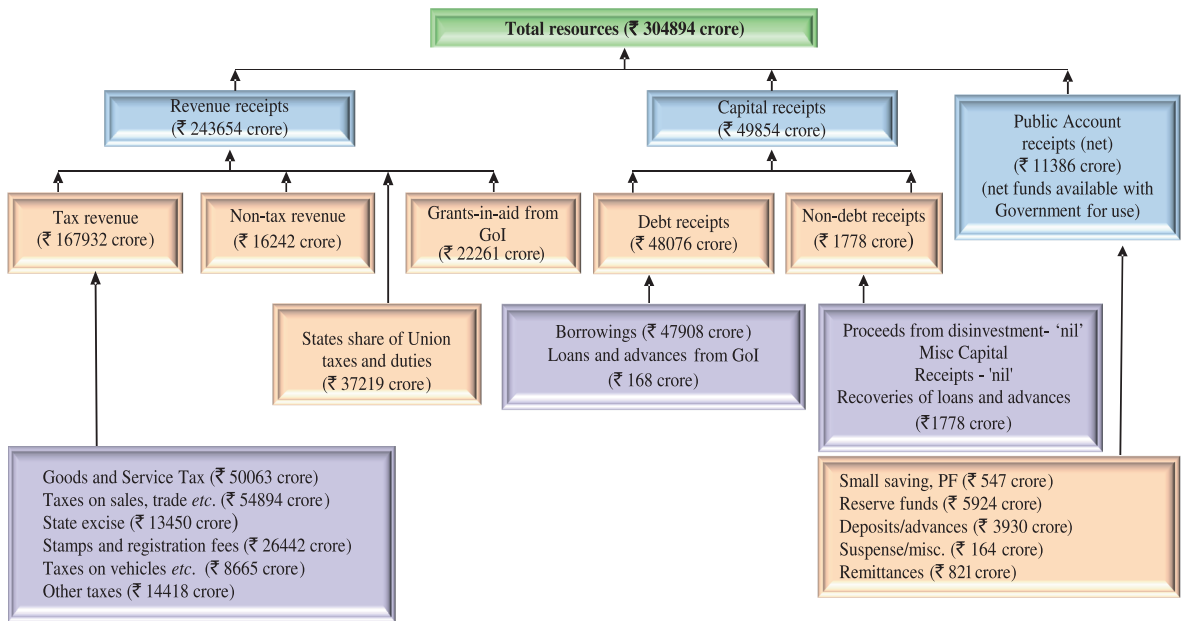 Total resources (₹ 304894 crore)
Revenue receipts
(₹ 243654 crore)
Capital receipts
(₹ 49854 crore)
Public Account
receipts (net)
(₹ 11386 crore)
(net funds available with
Government for use)
Tax revenue
(₹ 167932 crore)
Non-tax revenue
(₹ 16242 crore)
Grants-in-aid from
GoI
(₹ 22261 crore)
Debt receipts
(₹ 48076 crore)
Non-debt receipts
(₹ 1778 crore)
States share of Union
taxes and duties
(₹ 37219 crore)
Borrowings (₹ 47908 crore)
Loans and advances from GoI
(₹ 168 crore)
Proceeds from disinvestment- ‘nil’
Misc Capital
Receipts - 'nil'
Recoveries of loans and advances
(₹1778 crore)
Goods and Service Tax (₹ 50063 crore)
Taxes on sales, trade etc. (₹ 54894 crore)
State excise (₹ 13450 crore)
Stamps and registration fees (₹ 26442 crore)
Taxes on vehicles etc. (₹ 8665 crore)
Other taxes (₹ 14418 crore)
Small saving, PF (₹ 547 crore)
Reserve funds (₹ 5924 crore)
Deposits/advances (₹ 3930 crore)
Suspense/misc. (₹ 164 crore)
Remittances (₹ 821 crore)